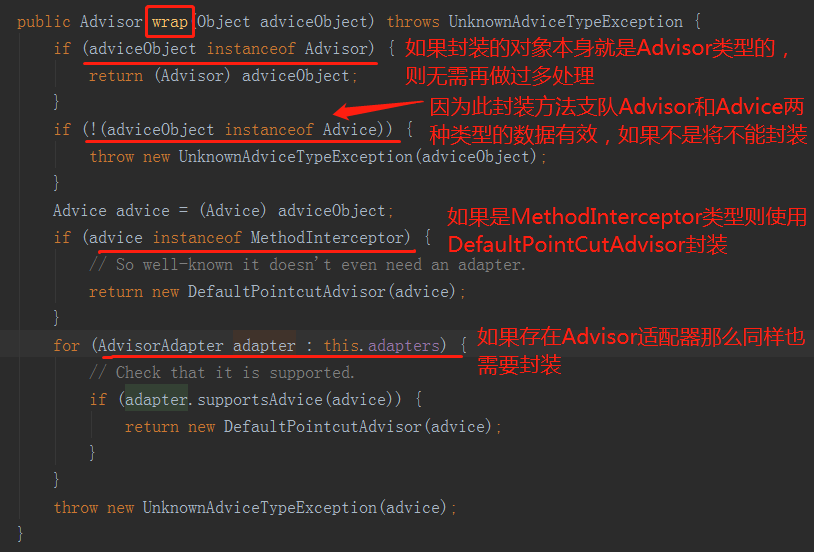 public Advisor wrap(Object adviceObject) throws UnknownAdviceTypeException {
if (adviceObject instanceof Advisor) {
如果封装的对象本身就是Advisor类型的，
则无需再做过多处理
return (Advisor) adviceObject;
}
因为此封装方法支队Advisor和Advice两
种类型的数据有效，如果不是将不能封装
if (!(adviceObject instanceof Advice)) {
throw new UnknownAdviceTypeException(adviceObject);
}
Advice advice = (Advice) adviceObject;
如果是MethodInterceptor类型则使用
DefaultPointCutAdvisor封装
if (advice instanceof MethodInterceptor) {
// So well-known it doesn't even need an adapter.
return new DefaultPointcutAdvisor(advice);
}
for (AdvisorAdapter adapter : this.adapters) {
如果存在Advisor适配器那么同样也
需要封装
// Check that it is supported.
if (adapter.supportsAdvice(advice)) {
return new DefaultPointcutAdvisor(advice);
}
}
throw new UnknownAdviceTypeException(advice);
}